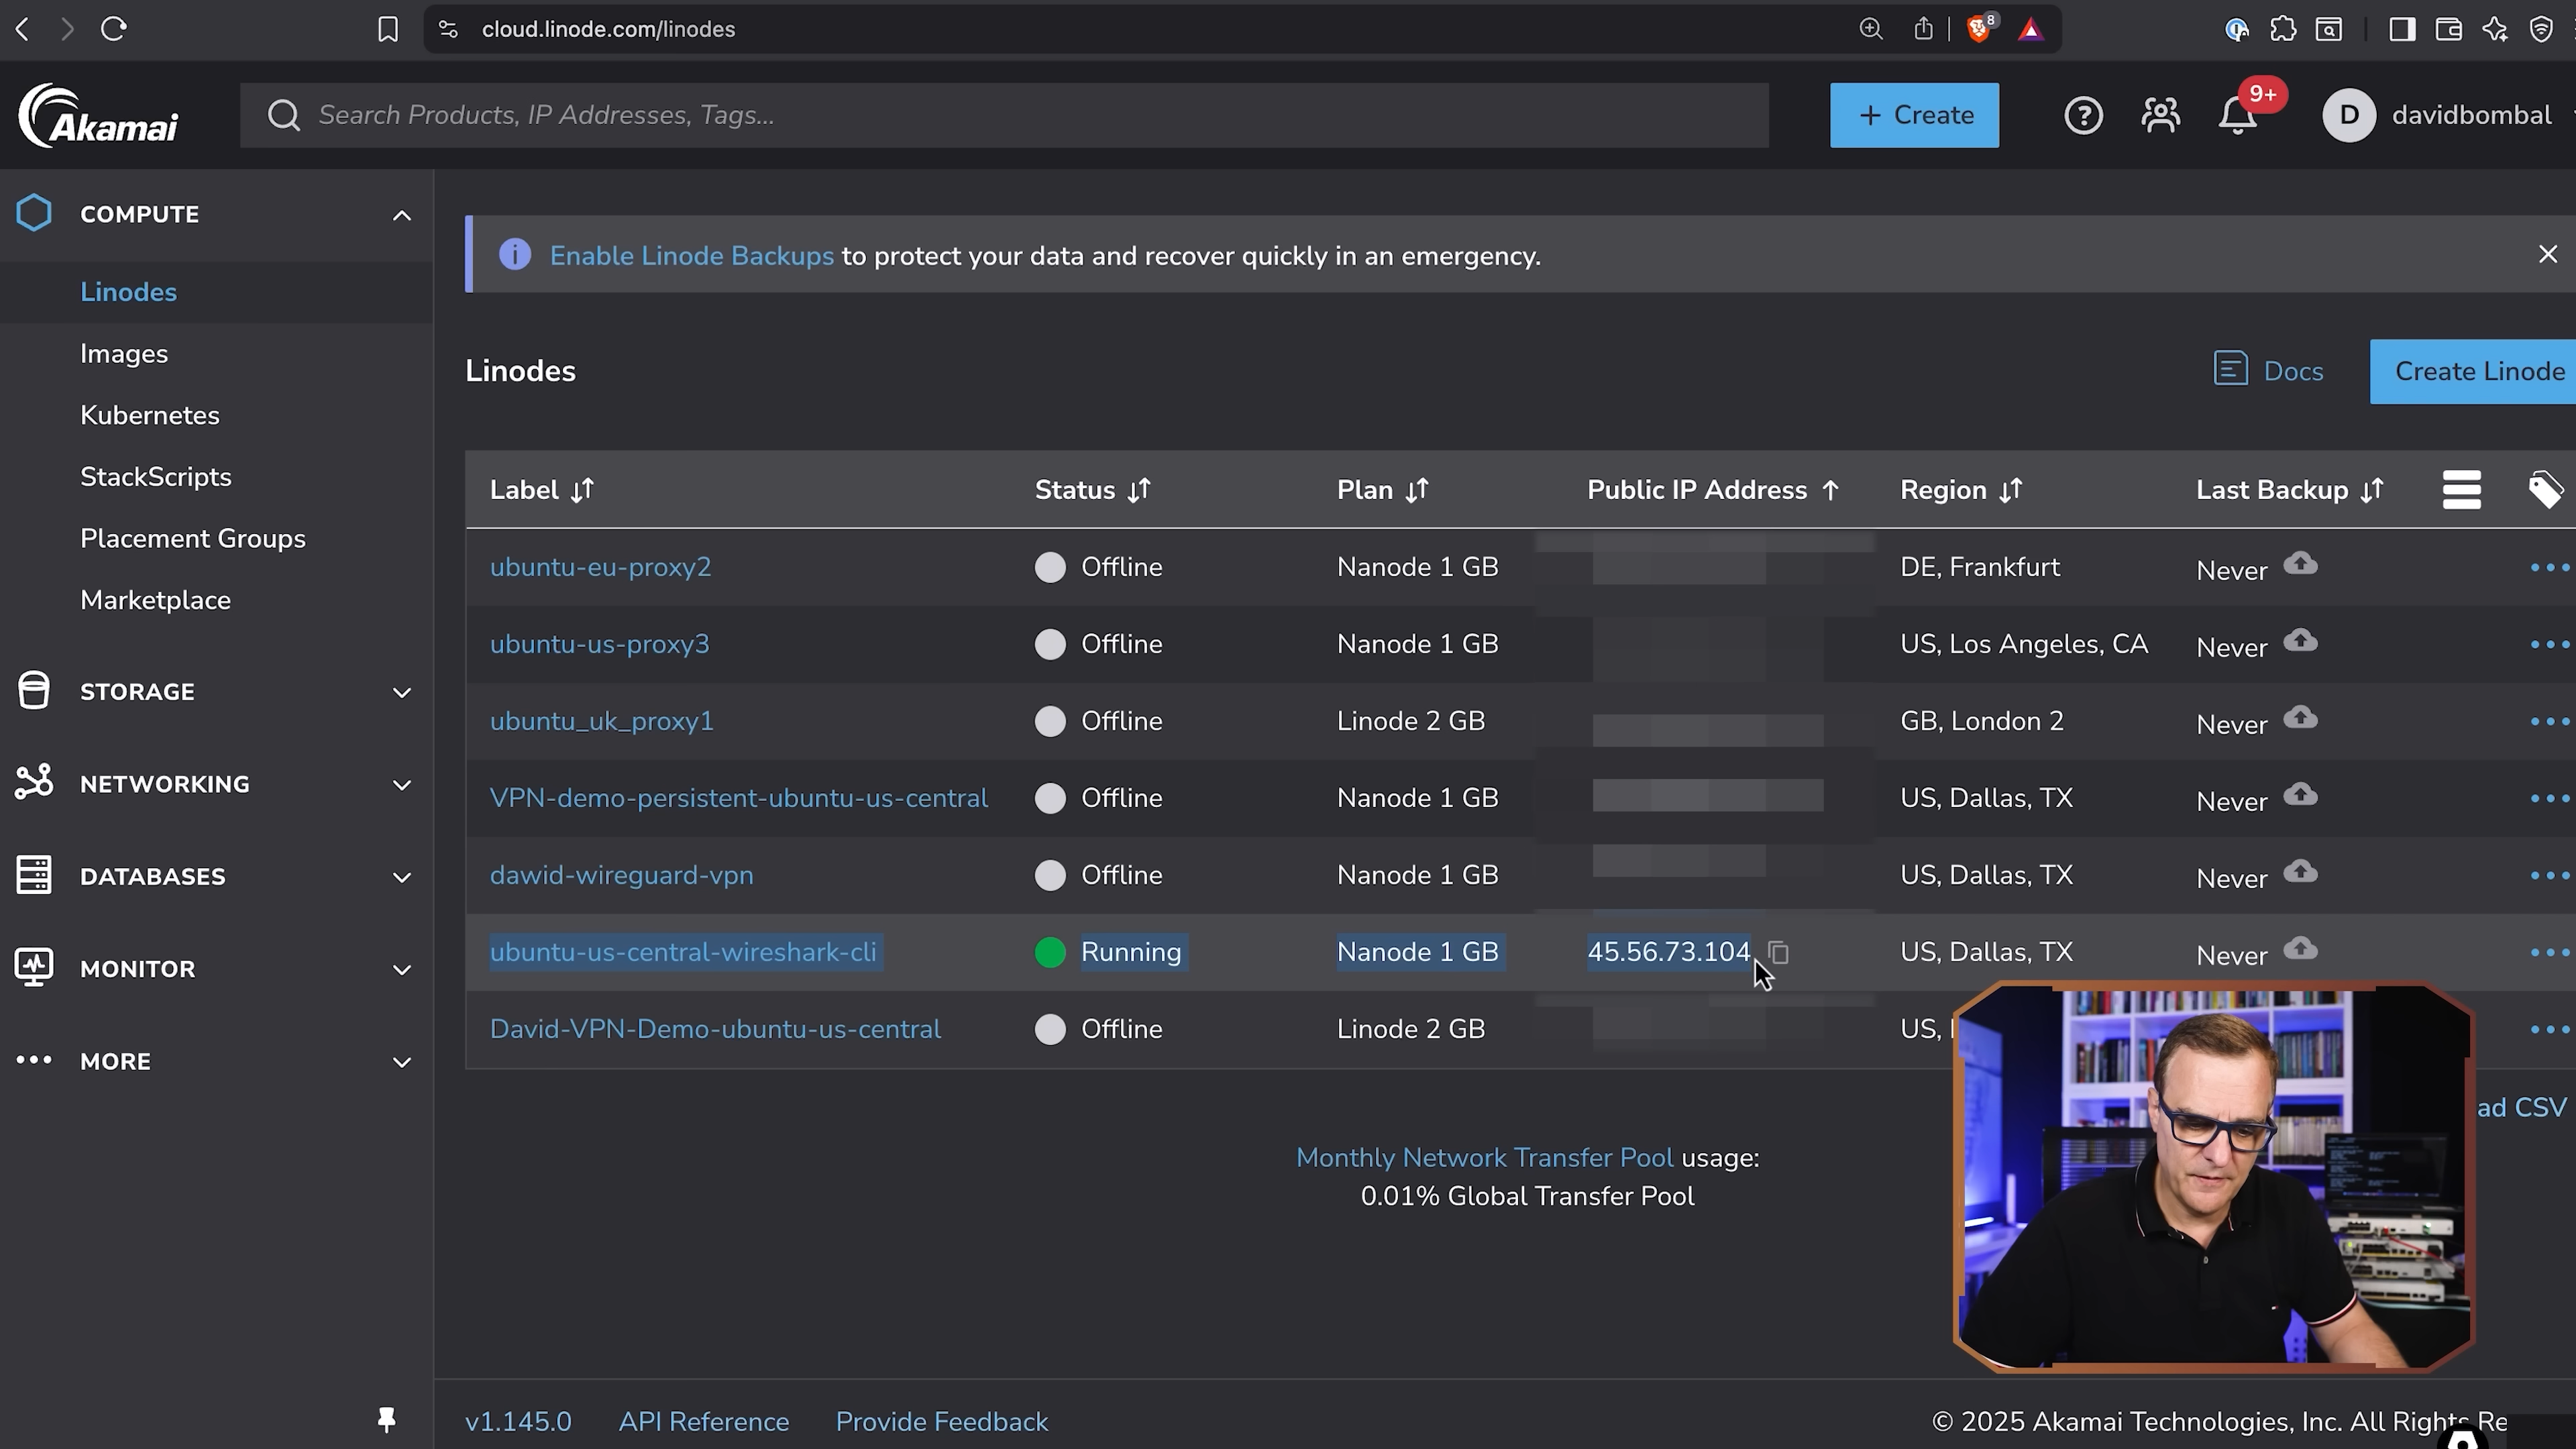 cloud.linode.com/linodes
8
Akamai
Search Products, IP Addresses, Tags...
+ Create
9+
D
davidbombal
COMPUTE
Linodes
Images
Kubernetes
StackScripts
Placement Groups
Marketplace
STORAGE
NETWORKING
DATABASES
MONITOR
MORE
Enable Linode Backups to protect your data and recover quickly in an emergency.
Linodes
Docs
Create Linode
Label Status Plan Public IP Address Region Last Backup
ubuntu-eu-proxy2 Offline Nanode 1 GB DE, Frankfurt Never
ubuntu-us-proxy3 Offline Nanode 1 GB US, Los Angeles, CA Never
ubuntu_uk_proxy1 Offline Linode 2 GB GB, London 2 Never
VPN-demo-persistent-ubuntu-us-central Offline Nanode 1 GB US, Dallas, TX Never
dawid-wireguard-vpn Offline Nanode 1 GB US, Dallas, TX Never
ubuntu-us-central-wireshark-cli Running Nanode 1 GB 45.56.73.104 US, Dallas, TX Never
David-VPN-Demo-ubuntu-us-central Offline Linode 2 GB US,
ad CSV
Monthly Network Transfer Pool usage:
0.01% Global Transfer Pool
v1.145.0 API Reference Provide Feedback
© 2025 Akamai Technologies, Inc. All Rights Re